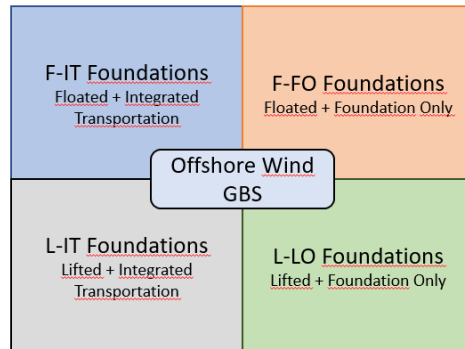 F-IT Foundations
Floated + Integrated
Transportation
F-FO Foundations
Floated + Foundation Only
Offshore Wind
GBS
L-IT Foundations
Lifted + Integrated
Transportation
L-LO Foundations
Lifted + Foundation Only